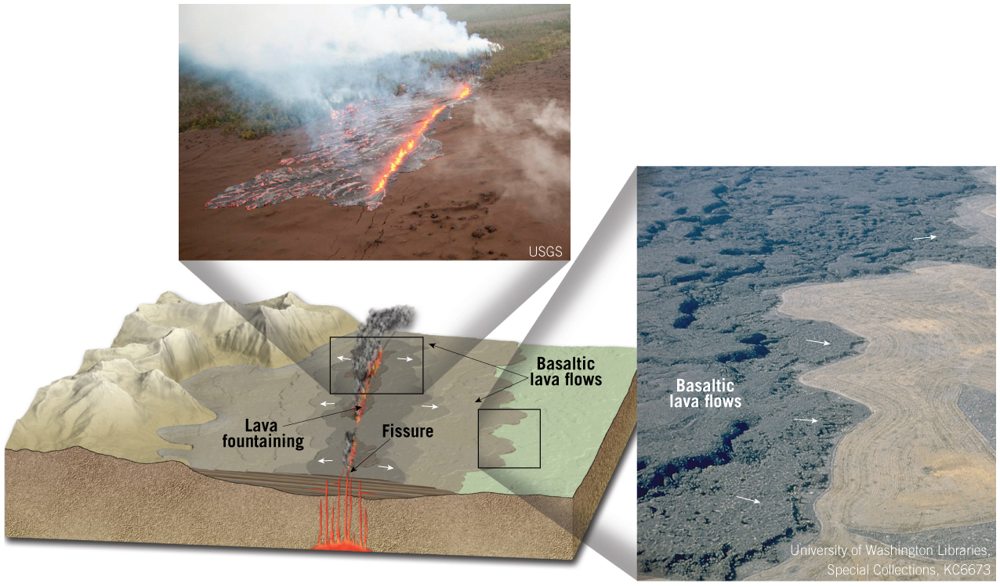 USGS
Basaltic
lava flows
Lava
fountaining
Fissure
Basaltic
lava flows
University of Washington Libraries,
Special Collections, KC6673